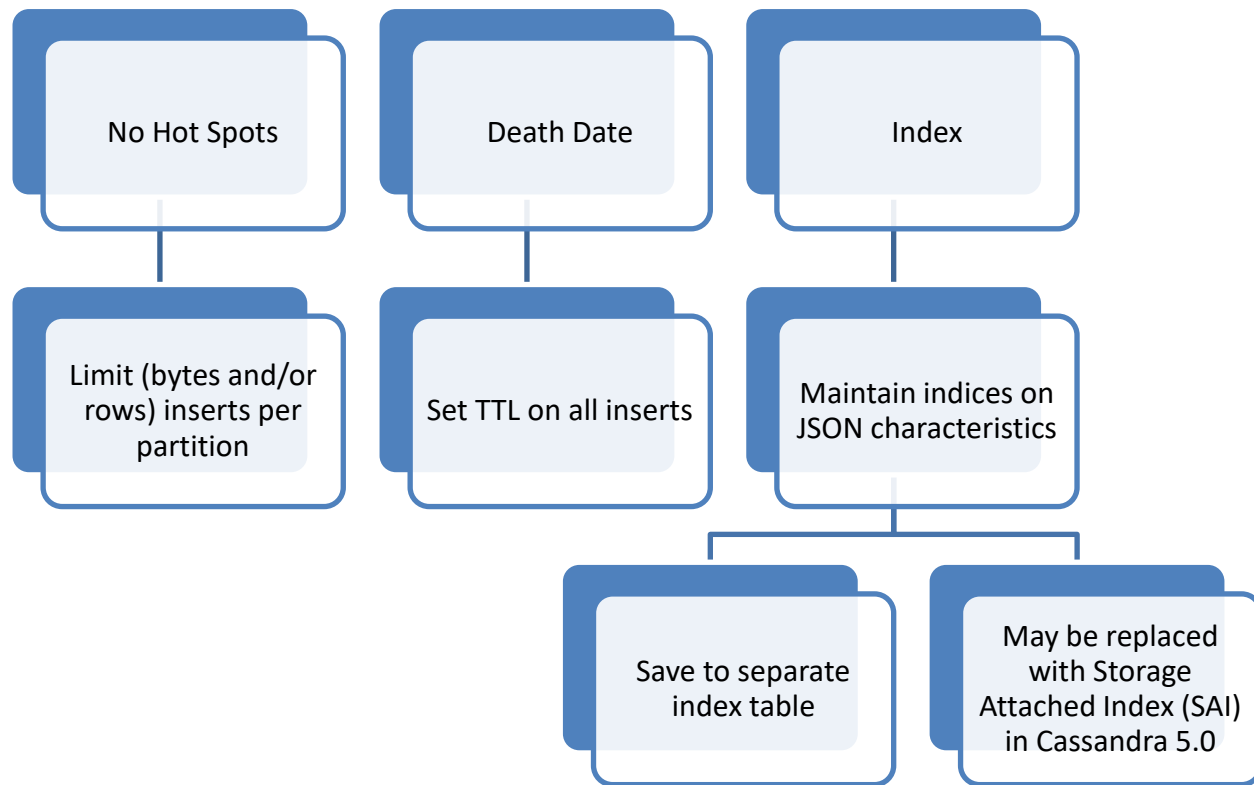 No Hot Spots
Death Date
Index
Limit (bytes and/or
rows) inserts per
partition
Set TTL on all inserts
Maintain indices on
JSON characteristics
Save to separate
index table
May be replaced
with Storage
Attached Index (SAI)
in Cassandra 5.0